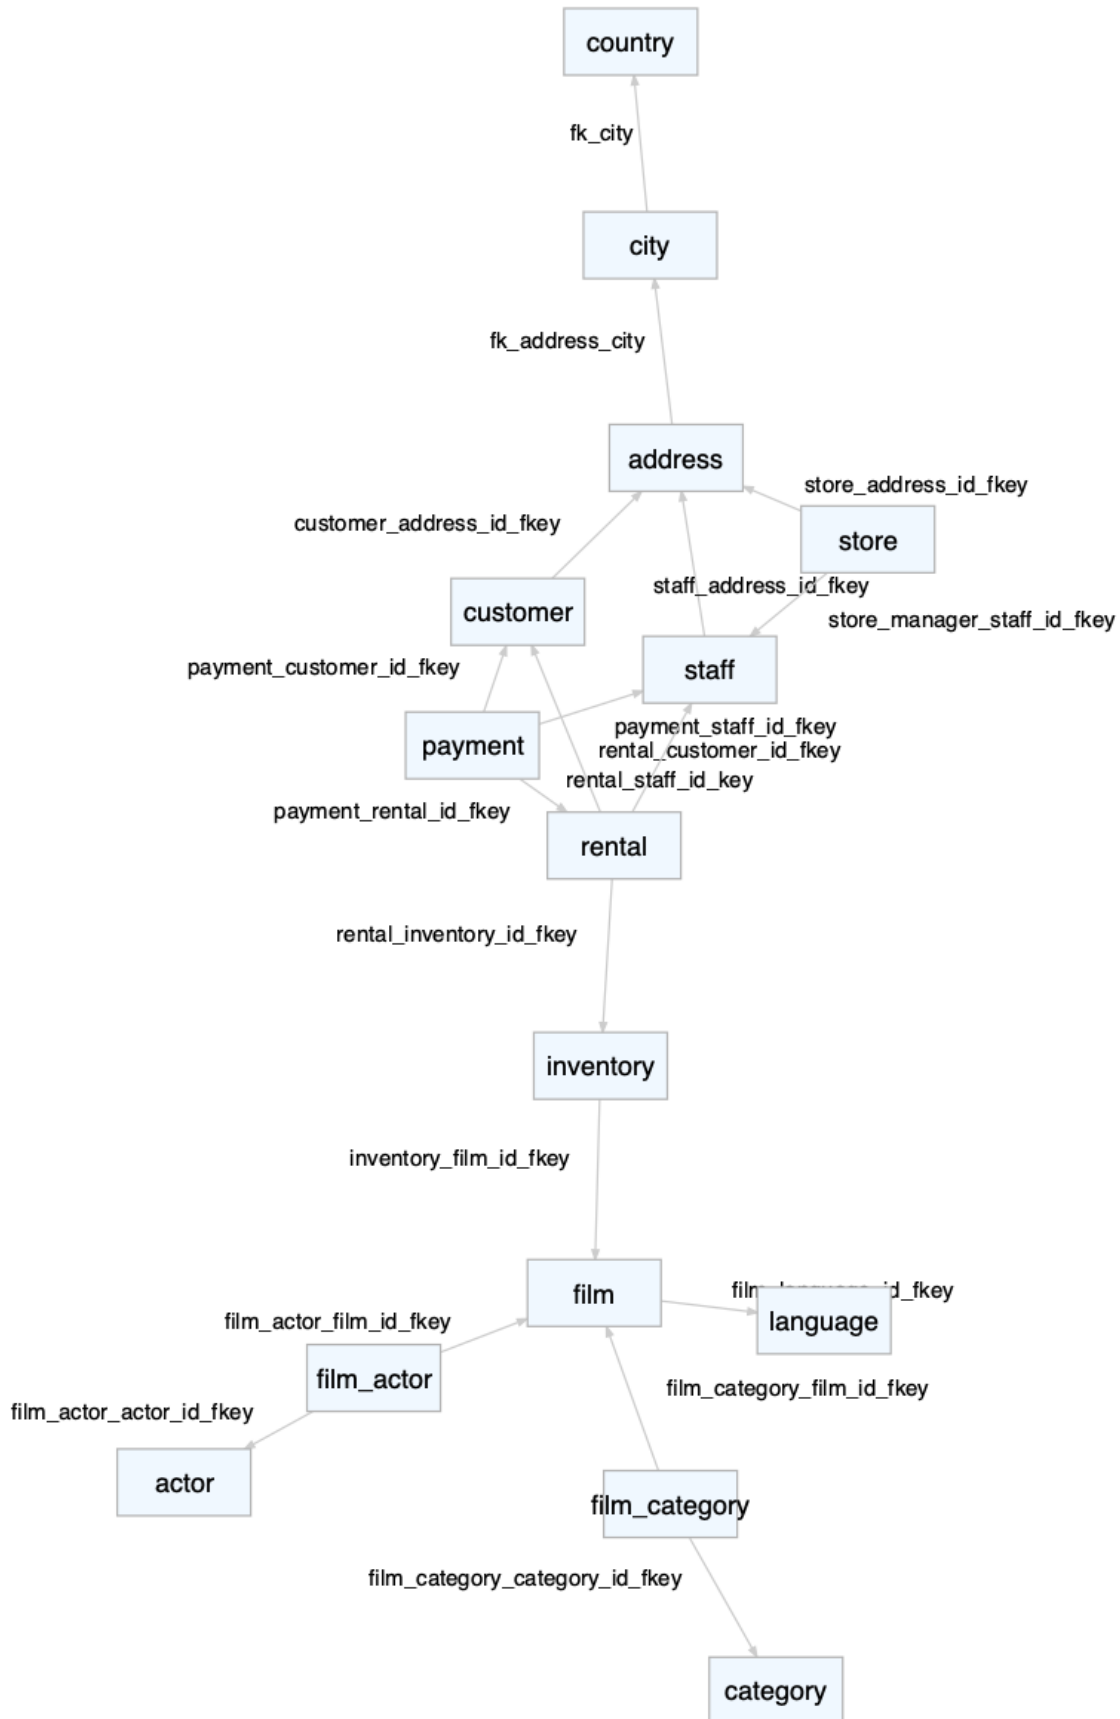 country
fk_city
city
fk_address_city
address
store_address_id_fkey
customer_address_id_fkey
store
staff_address_id_fkey
customer
store_manager_staff_id_fkey
payment_customer_id_fkey
staff
payment_staff_id_fkey
payment
rental_customer_id_fkey
rental_staff_id_key
payment_rental_id_fkey
rental
rental_inventory_id_fkey
inventory
inventory_film_id_fkey
film
film_language_id_fkey
language
film_actor_film_id_fkey
film_actor
film_category_film_id_fkey
film_actor_actor_id_fkey
actor
film_category
film_category_category_id_fkey
category